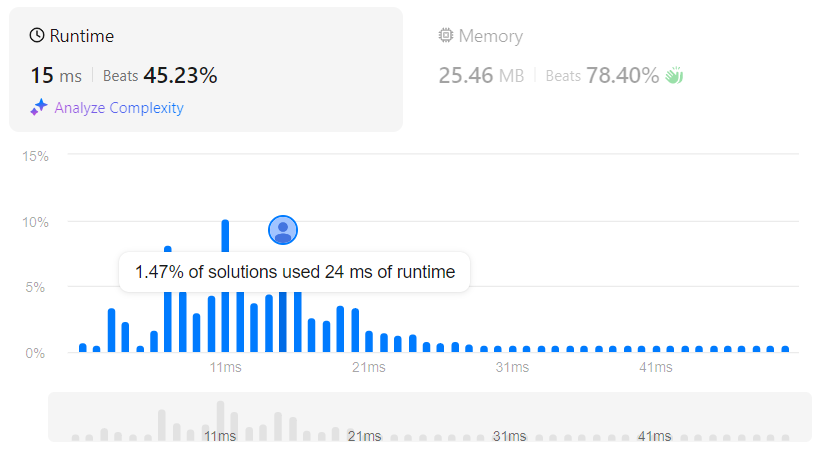 Runtime
Memory
15 ms | Beats 45.23%
25.46 MB | Beats 78.40%
Analyze Complexity
15%
10%
1.47% of solutions used 24 ms of runtime
5%
0%
11ms 21ms 31ms 41ms
11ms 21ms 31ms 41ms